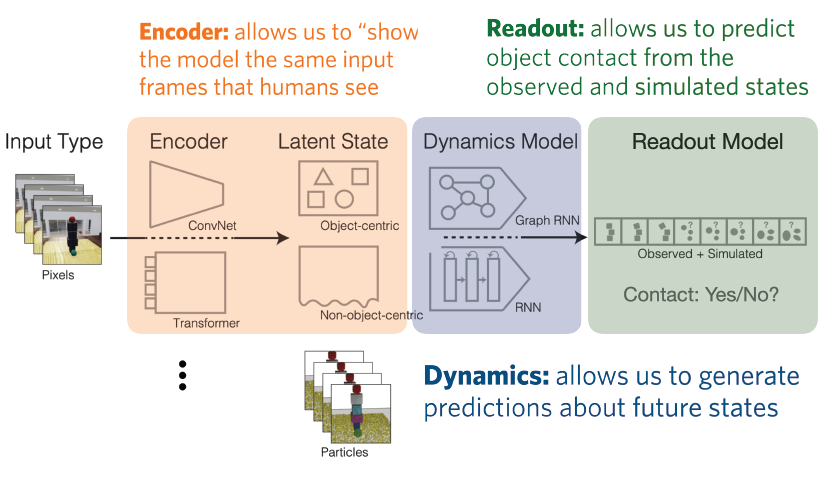 Encoder: allows us to “show
the model the same input
frames that humans see
Readout: allows us to predict
object contact from the
observed and simulated states
Input Type
Encoder
Latent State
Dynamics Model
Readout Model
ConvNet
Object-centric
Graph RNN
? ? ? ? ?
Observed + Simulated
Pixels
Contact: Yes/No?
Transformer
Non-object-centric
RNN
Dynamics: allows us to generate
predictions about future states
Particles